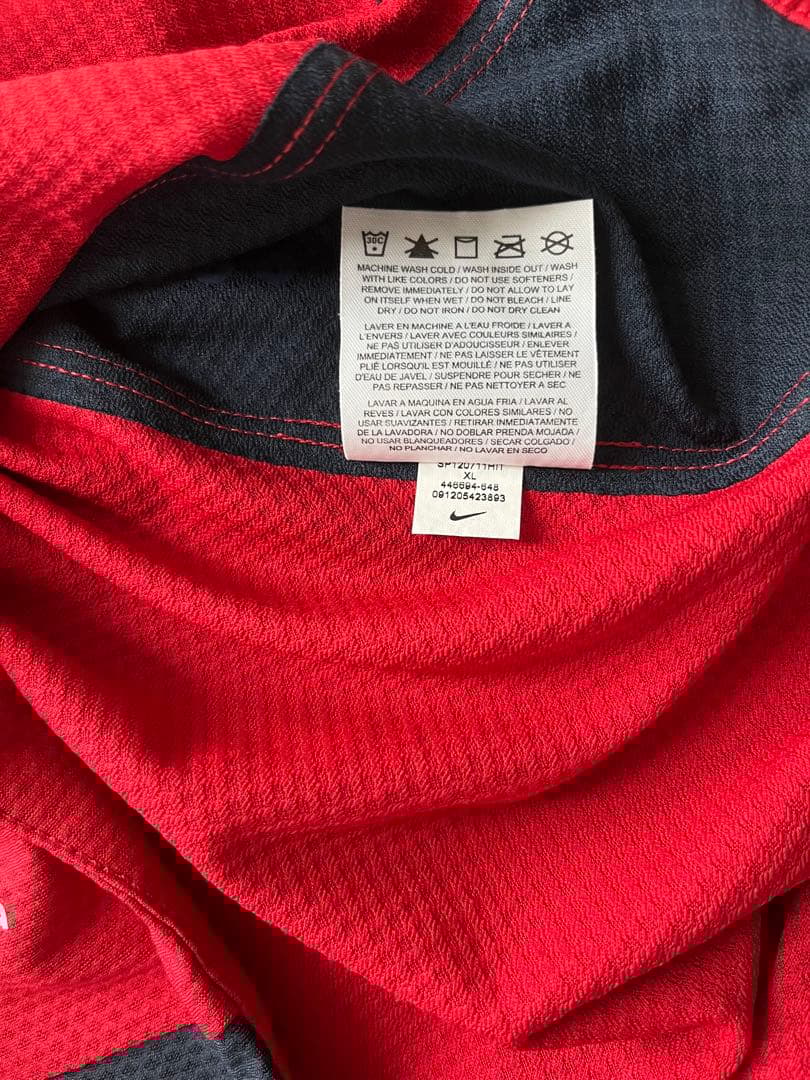 30C
MACHINE WASH COLD / WASH INSIDE OUT / WASH
WITH LIKE COLORS / DO NOT USE SOFTENERS /
REMOVE IMMEDIATELY / DO NOT ALLOW TO LAY
ON ITSELF WHEN WET / DO NOT BLEACH / LINE
DRY / DO NOT IRON / DO NOT DRY CLEAN
LAVER EN MACHINE A L'EAU FROIDE / LAVER A
L'ENVERS / LAVER AVEC COULEURS SIMILAIRES /
NE PAS UTILISER D'ADOUCISSEUR / ENLEVER
IMMEDIATEMENT / NE PAS LAISSER LE VÊTEMENT
PLIÉ LORSQU'IL EST MOUILLÉ / NE PAS UTILISER
D'EAU DE JAVEL / SUSPENDRE POUR SECHER / NE
PAS REPASSER / NE PAS NETTOYER A SEC
LAVAR A MAQUINA EN AGUA FRIA / LAVAR AL
REVES / LAVAR CON COLORES SIMILARES / NO
USAR SUAVIZANTES / RETIRAR INMEDIATAMENTE
DE LA LAVADORA / NO DOBLAR PRENDA MOJADA /
NO USAR BLANQUEADORES / SECAR COLGADO /
NO PLANCHAR / NO LAVAR EN SECO
XL
446694-648
091205423893